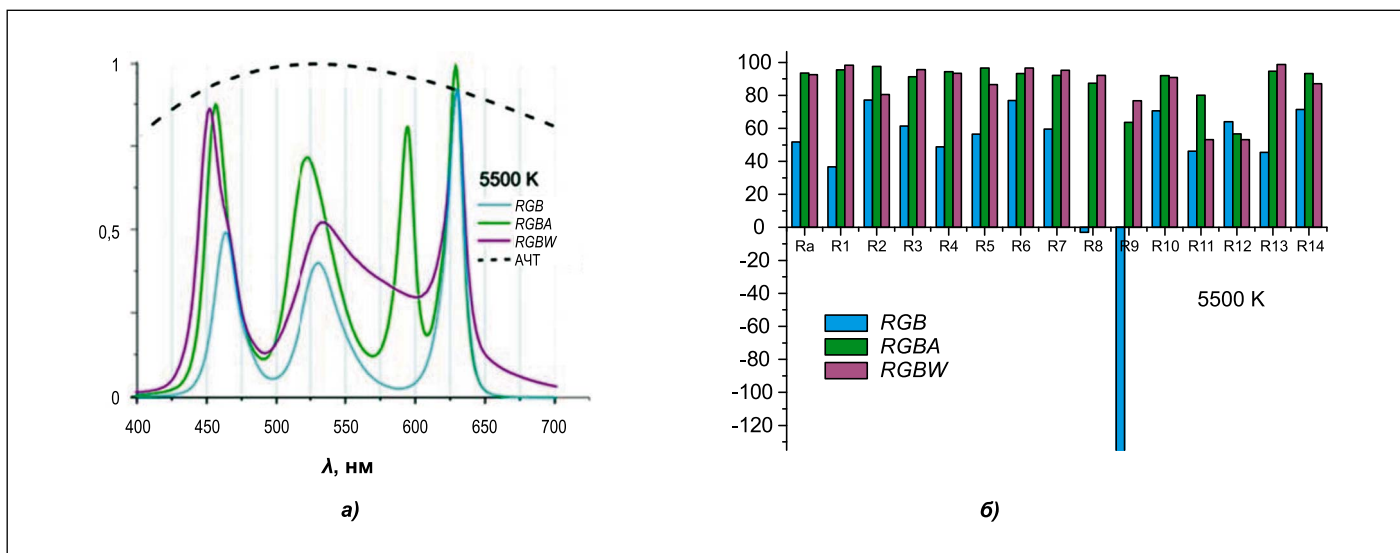 1
0,5
0
5500 K
RGB
RGBA
RGBW
АЧТ
400 450 500 550 600 650 700
λ, нм
а)
100
80
60
40
20
0
-20
-40
-60
-80
-100
-120
Ra R1 R2 R3 R4 R5 R6 R7 R8 R9 R10 R11 R12 R13 R14
5500 K
RGB
RGBA
RGBW
б)